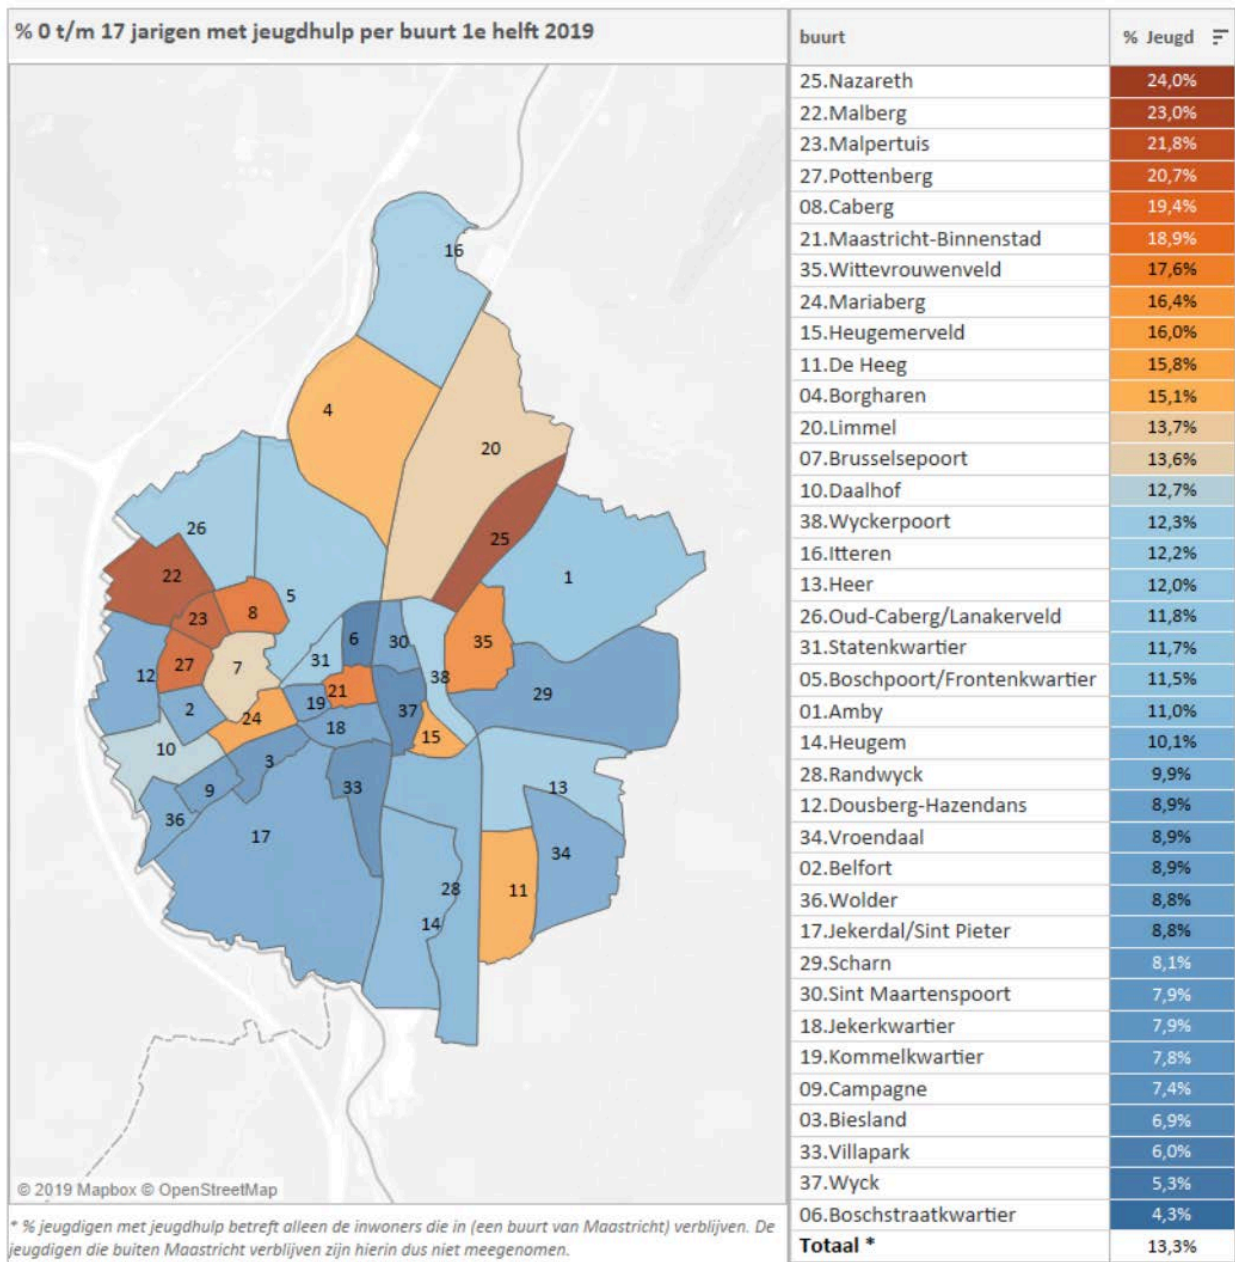 % 0 t/m 17 jarigen met jeugdhulp per buurt 1e helft 2019
16
4
20
26
25
22
1
5
23
8
6
30
35
31
27
7
12
38
21
29
19
2
37
24
18
15
10
3
13
9
33
36
17
34
28
11
14
© 2019 Mapbox © OpenStreetMap
* % jeugdigen met jeugdhulp betreft alleen de inwoners die in (een buurt van Maastricht) verblijven. De
jeugdigen die buiten Maastricht verblijven zijn hierin dus niet meegenomen.
buurt % Jeugd
25.Nazareth 24,0%
22.Malberg 23,0%
23.Malpertuis 21,8%
27.Pottenberg 20,7%
08.Caberg 19,4%
21.Maastricht-Binnenstad 18,9%
35.Wittevrouwenveld 17,6%
24.Mariaberg 16,4%
15.Heugemerveld 16,0%
11.De Heeg 15,8%
04.Borgharen 15,1%
20.Limmel 13,7%
07.Brusselsepoort 13,6%
10.Daalhof 12,7%
38.Wyckerpoort 12,3%
16.Itteren 12,2%
13.Heer 12,0%
26.Oud-Caberg/Lanakerveld 11,8%
31.Statenkwartier 11,7%
05.Boschpoort/Frontenkwartier 11,5%
01.Amby 11,0%
14.Heugem 10,1%
28.Randwyck 9,9%
12.Dousberg-Hazendans 8,9%
34.Vroendaal 8,9%
02.Belfort 8,9%
36.Wolder 8,8%
17.Jekerdal/Sint Pieter 8,8%
29.Scharn 8,1%
30.Sint Maartenspoort 7,9%
18.Jekerkwartier 7,9%
19.Kommelkwartier 7,8%
09.Campagne 7,4%
03.Biesland 6,9%
33.Villapark 6,0%
37.Wyck 5,3%
06.Boschstraatkwartier 4,3%
Totaal * 13,3%